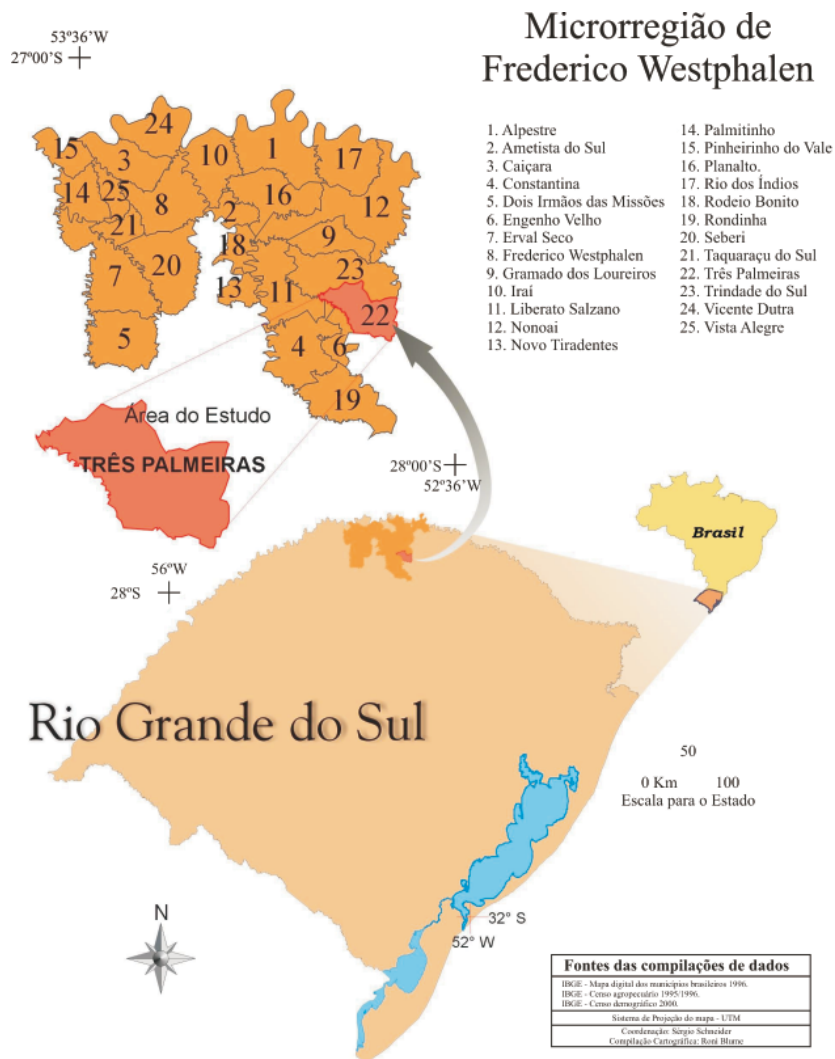 Microrregião de
Frederico Westphalen
53º36'W
27º00'S
1. Alpestre
2. Ametista do Sul
3. Caiçara
4. Constantina
5. Dois Irmãos das Missões
6. Engenho Velho
7. Erval Seco
8. Frederico Westphalen
9. Gramado dos Loureiros
10. Iraí
11. Liberato Salzano
12. Nonoai
13. Novo Tiradentes
14. Palmitinho
15. Pinheirinho do Vale
16. Planalto.
17. Rio dos Índios
18. Rodeio Bonito
19. Rondinha
20. Seberi
21. Taquaraçu do Sul
22. Três Palmeiras
23. Trindade do Sul
24. Vicente Dutra
25. Vista Alegre
24
15
3
10
1
17
14
25
8
16
12
21
2
9
18
7
20
23
13
11
22
5
4
6
19
Área do Estudo
TRÊS PALMEIRAS
28º00'S
52º36'W
Brasil
56ºW
28ºS
Rio Grande do Sul
50
0 Km 100
Escala para o Estado
N
32° S
52° W
Fontes das compilações de dados
IBGE - Mapa digital dos municípios brasileiros 1996.
IBGE - Censo agropecuário 1995/1996.
IBGE - Censo demográfico 2000.
Sistema de Projeção do mapa - UTM
Coordenação: Sérgio Schneider
Compilação Cartográfica: Roni Blume